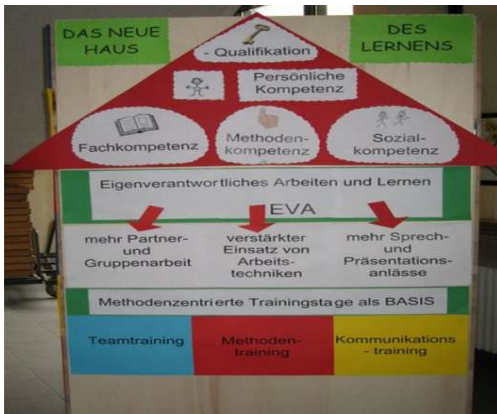 DAS NEUE
HAUS
DES
LERNENS
- Qualifikation
Persönliche
Kompetenz
Fachkompetenz
Methoden-
kompetenz
Sozial-
kompetenz
Eigenverantwortliches Arbeiten und Lernen
EVA
mehr Partner-
und
Gruppenarbeit
verstärkter
Einsatz von
Arbeits-
techniken
mehr Sprech-
und
Präsentations-
anlässe
Methodenzentrierte Trainingstage als BASIS
Teamtraining
Methoden-
training
Kommunikations
- training